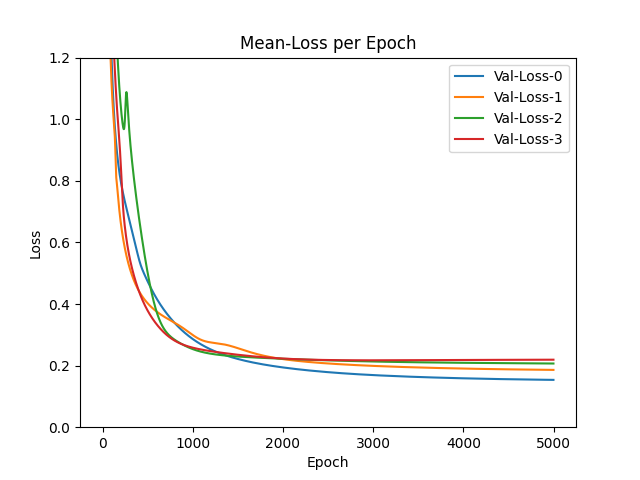 Mean-Loss per Epoch
1.2
1.0
0.8
0.6
0.4
0.2
0.0
Loss
Val-Loss-0
Val-Loss-1
Val-Loss-2
Val-Loss-3
0 1000 2000 3000 4000 5000
Epoch